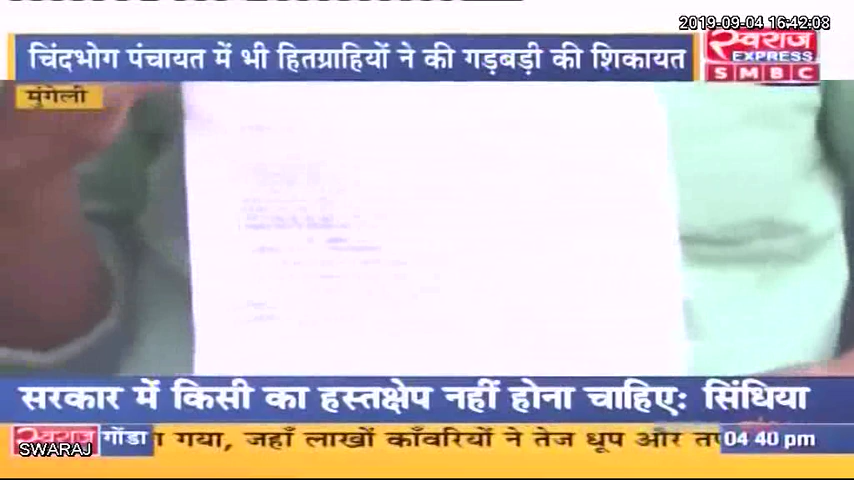 2019-09-04 16:42:08
चिंदभोग पंचायत में भी हितग्राहियों ने की गड़बड़ी की शिकायत
स्वराज
EXPRESS
SMBC
मुंगेली
सरकार में किसी का हस्तक्षेप नहीं होना चाहिए: सिंधिया
स्वराज
SWARAJ
गोंडा
गया, जहाँ लाखों काँवरियों ने तेज धूप और
04 40 pm